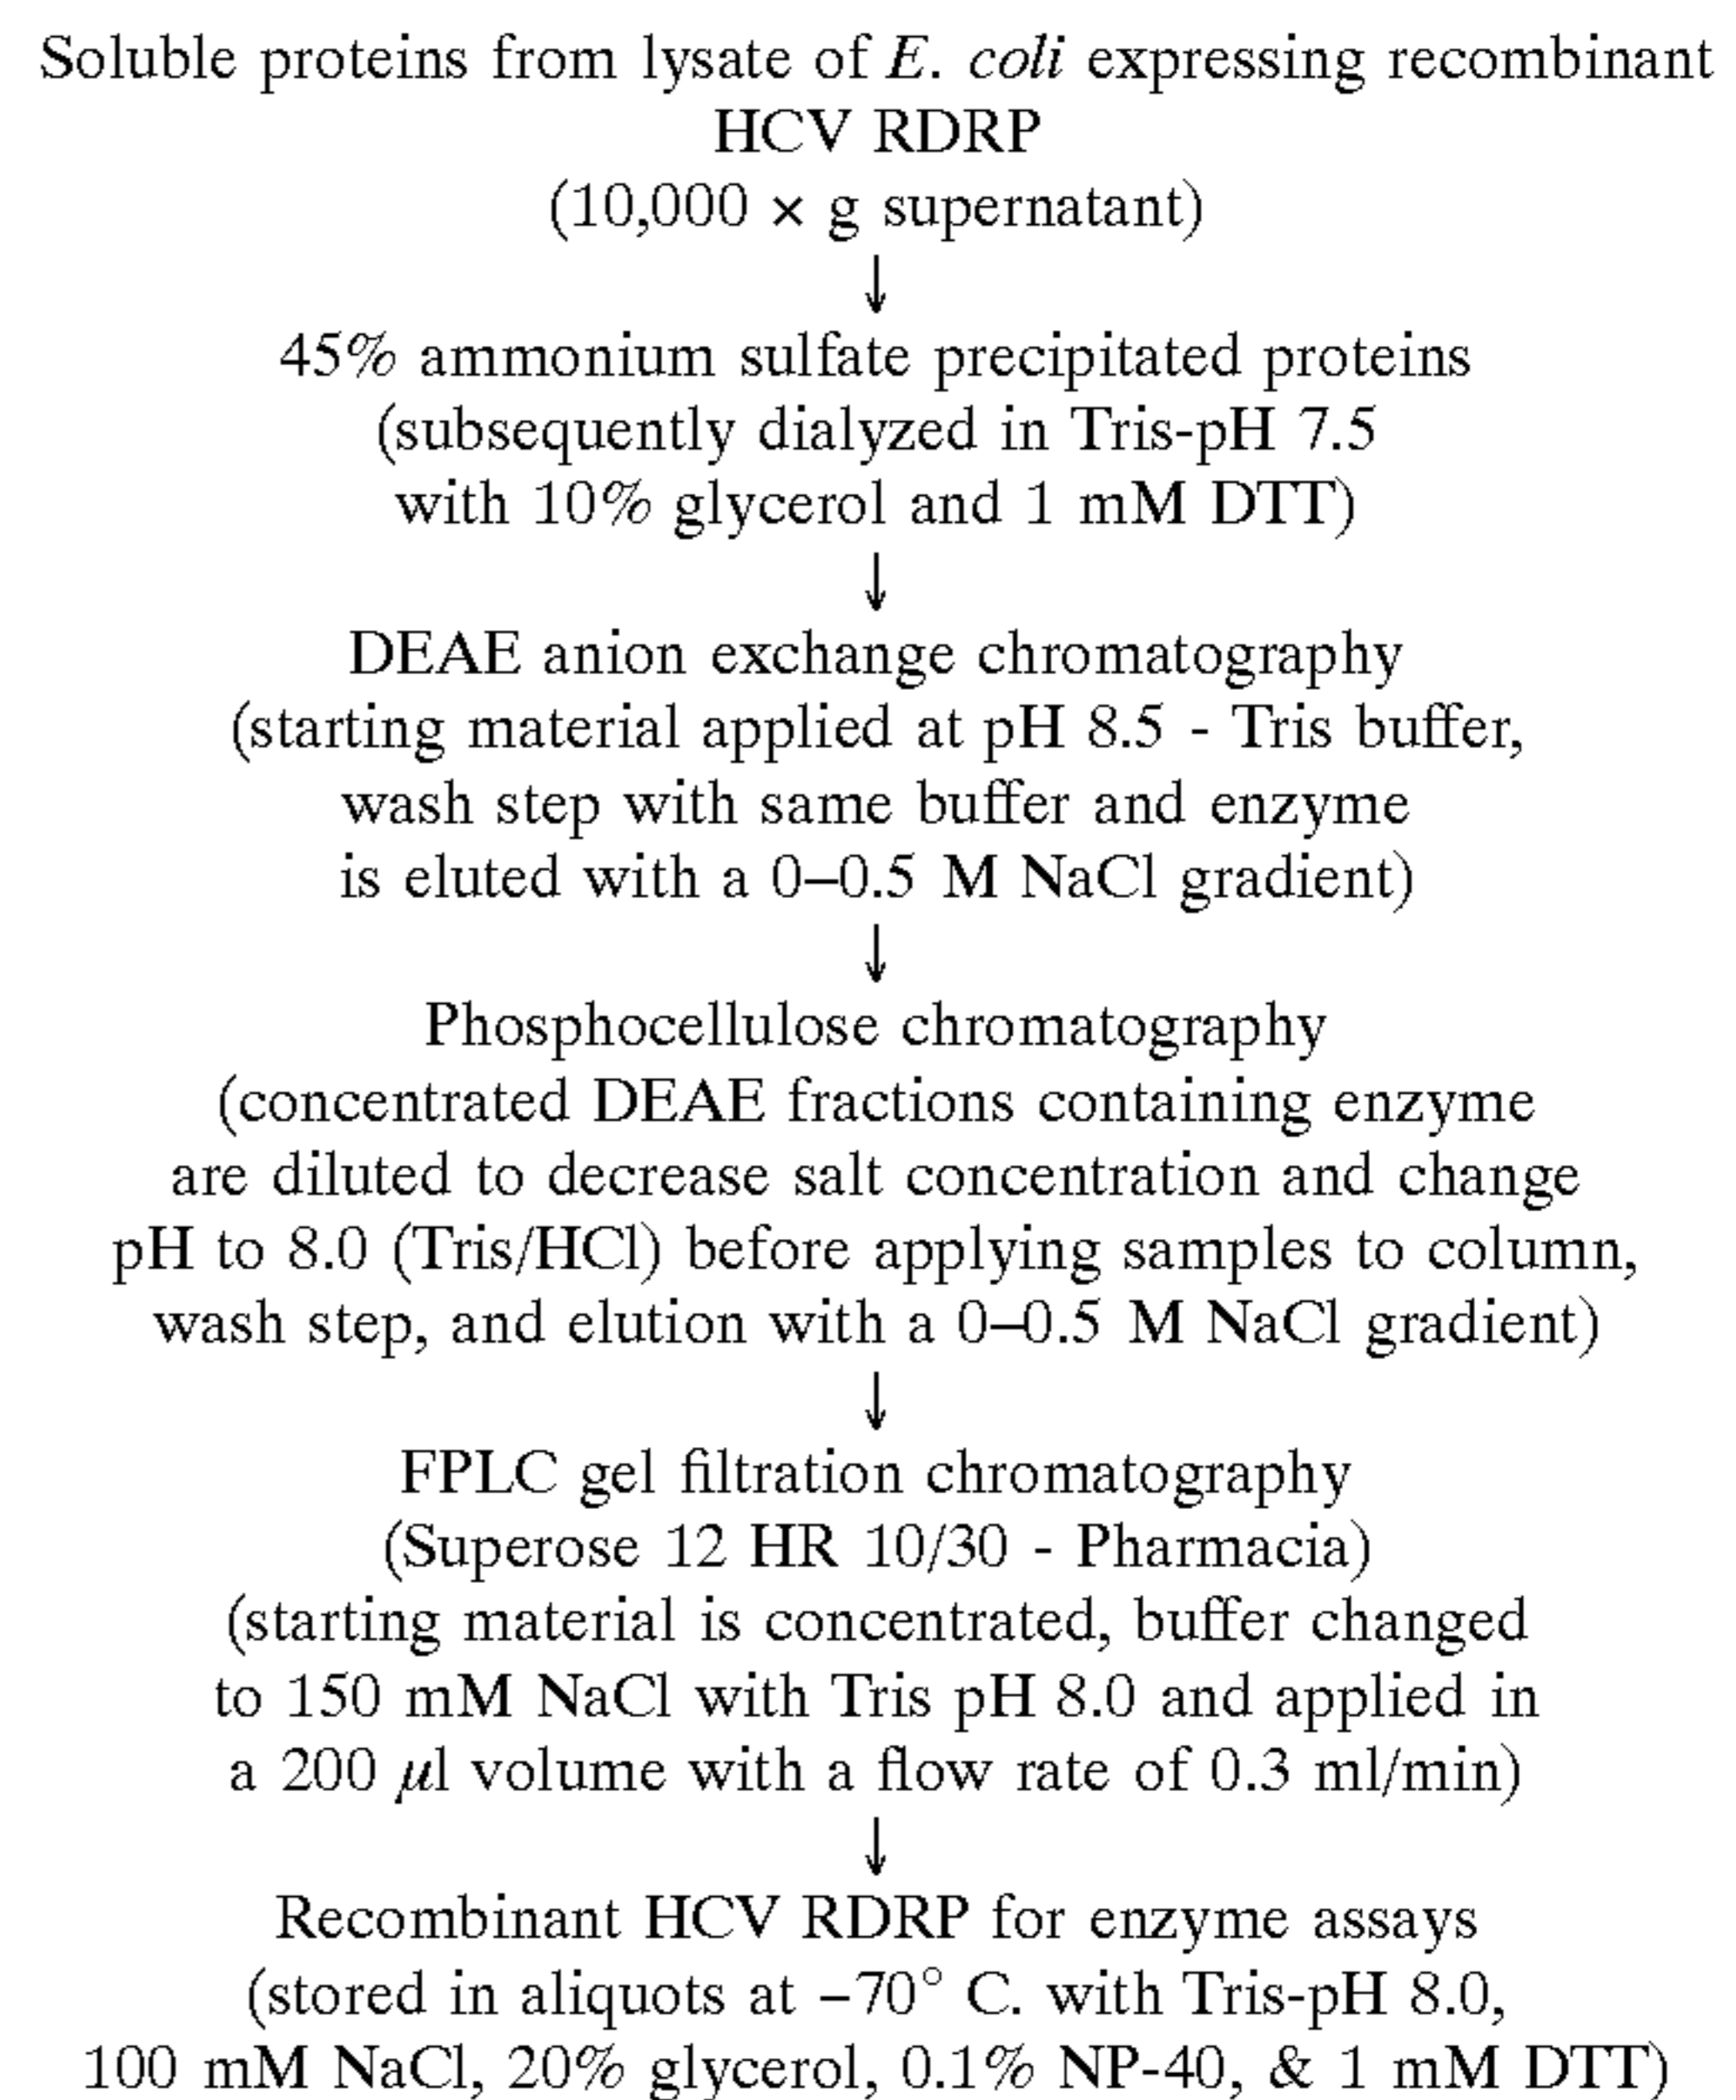 Soluble proteins from lysate of E. coli expressing recombinant
HCV RDRP
(10,000 × g supernatant)
↓
45% ammonium sulfate precipitated proteins
(subsequently dialyzed in Tris-pH 7.5
with 10% glycerol and 1 mM DTT)
↓
DEAE anion exchange chromatography
(starting material applied at pH 8.5 - Tris buffer,
wash step with same buffer and enzyme
is eluted with a 0–0.5 M NaCl gradient)
↓
Phosphocellulose chromatography
(concentrated DEAE fractions containing enzyme
are diluted to decrease salt concentration and change
pH to 8.0 (Tris/HCl) before applying samples to column,
wash step, and elution with a 0–0.5 M NaCl gradient)
↓
FPLC gel filtration chromatography
(Superose 12 HR 10/30 - Pharmacia)
(starting material is concentrated, buffer changed
to 150 mM NaCl with Tris pH 8.0 and applied in
a 200 μl volume with a flow rate of 0.3 ml/min)
↓
Recombinant HCV RDRP for enzyme assays
(stored in aliquots at –70° C. with Tris-pH 8.0,
100 mM NaCl, 20% glycerol, 0.1% NP-40, & 1 mM DTT)